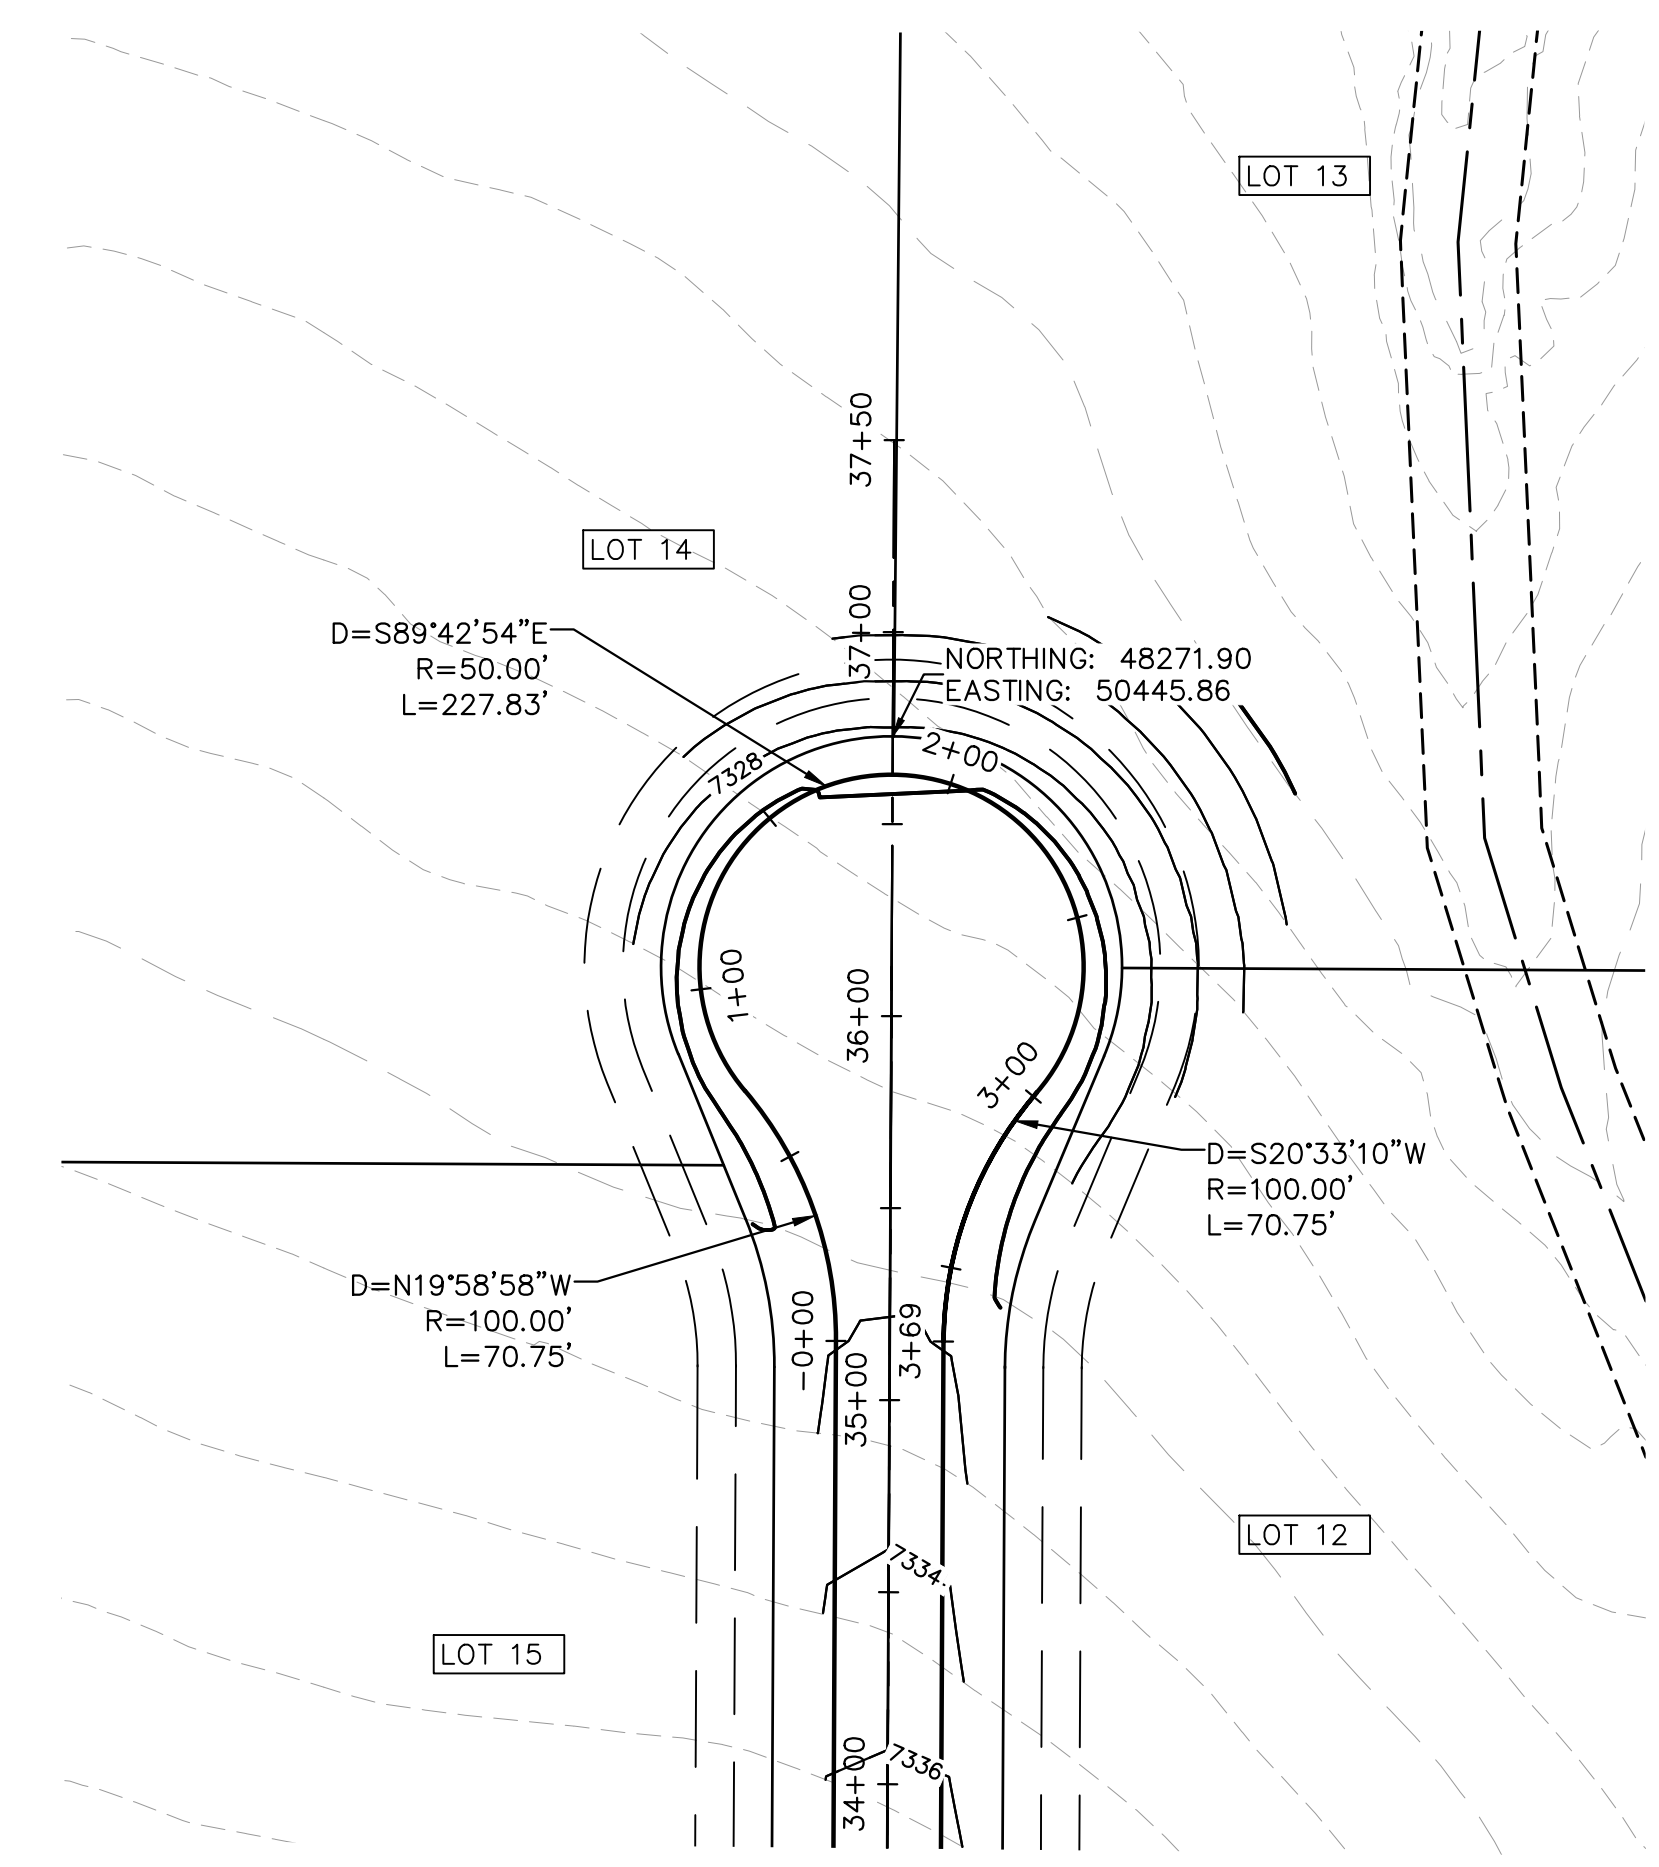 LOT 13
37+50
LOT 14
37+00
D=S89°42'54"E
R=50.00'
L=227.83'
NORTHING: 48271.90
EASTING: 50445.86
2+00
7328
1+00
36+00
3+00
D=S20°33'10"W
R=100.00'
L=70.75'
D=N19°58'58"W
R=100.00'
L=70.75'
-0+00
3+69
35+00
LOT 12
7334
LOT 15
7336
34+00